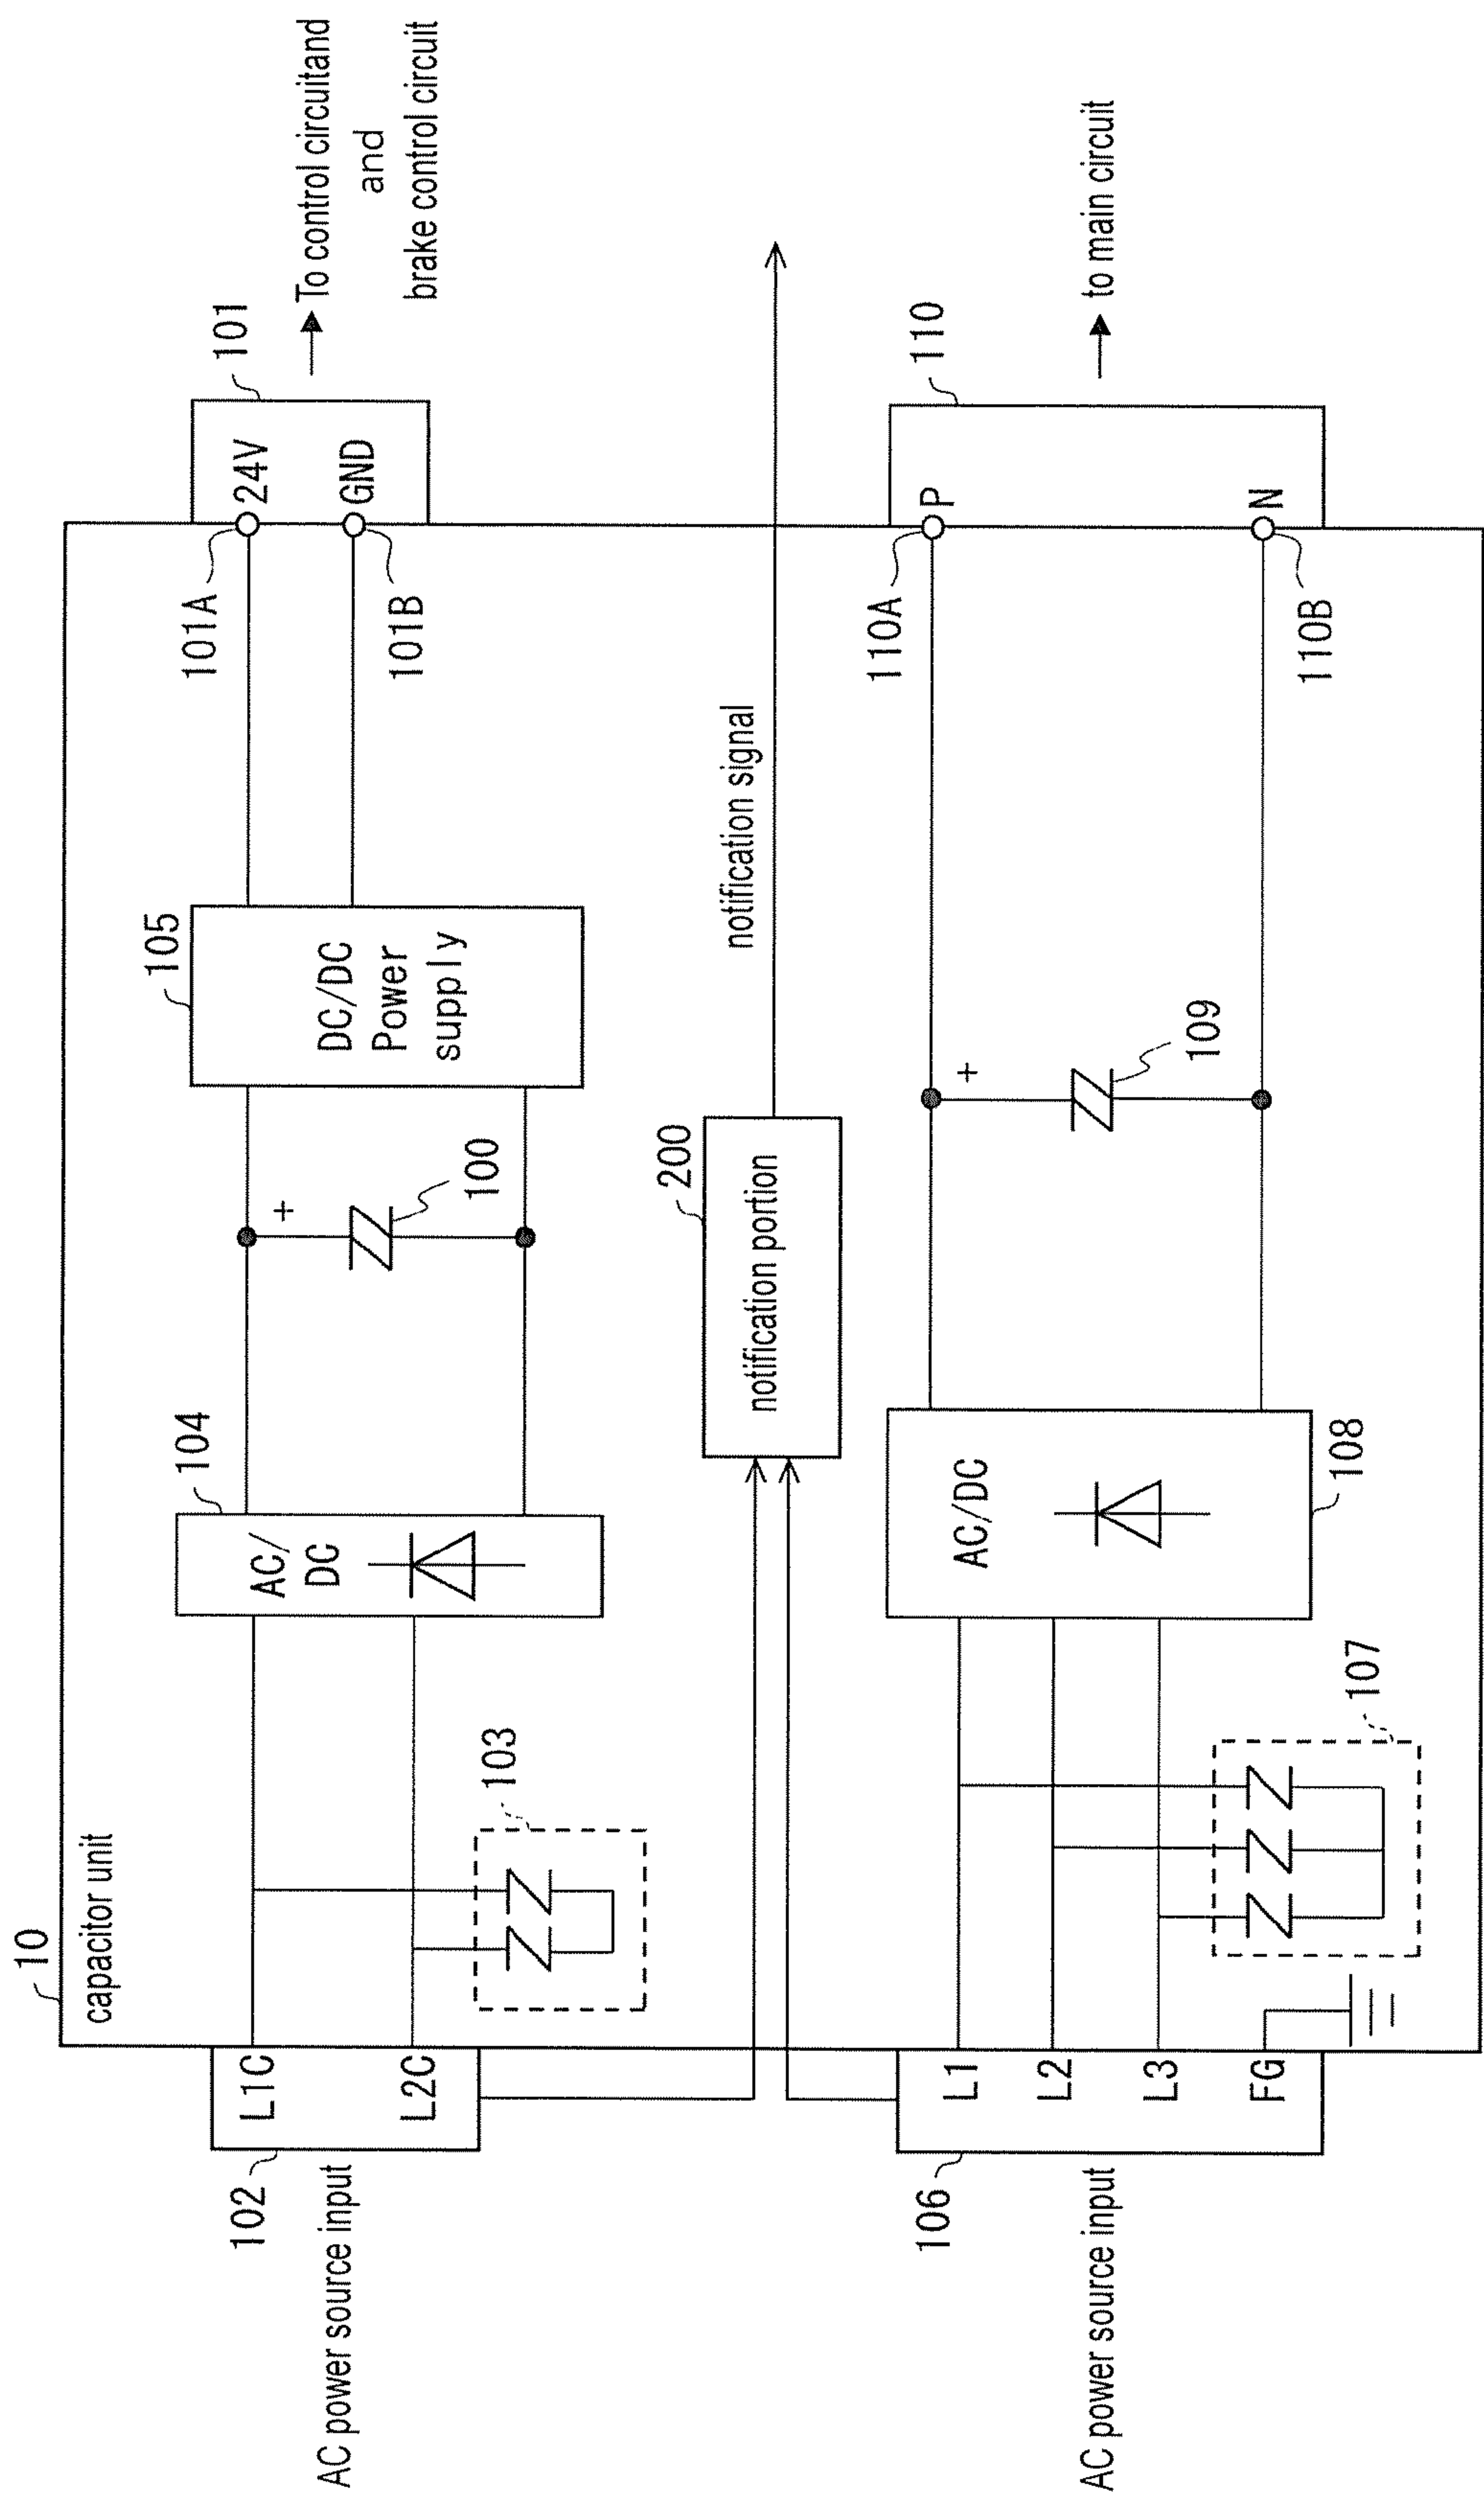 10
capacitor unit
AC power source input
102
L1C
L2C
103
104
AC/
DC
100
+
105
DC/DC
Power
supply
101A
101B
24V
GND
101
To control circuitand
and
brake control circuit
200
notification portion
notification signal
AC power source input
106
L1
L2
L3
FG
107
AC/DC
108
+
109
110A
110B
P
N
110
to main circuit